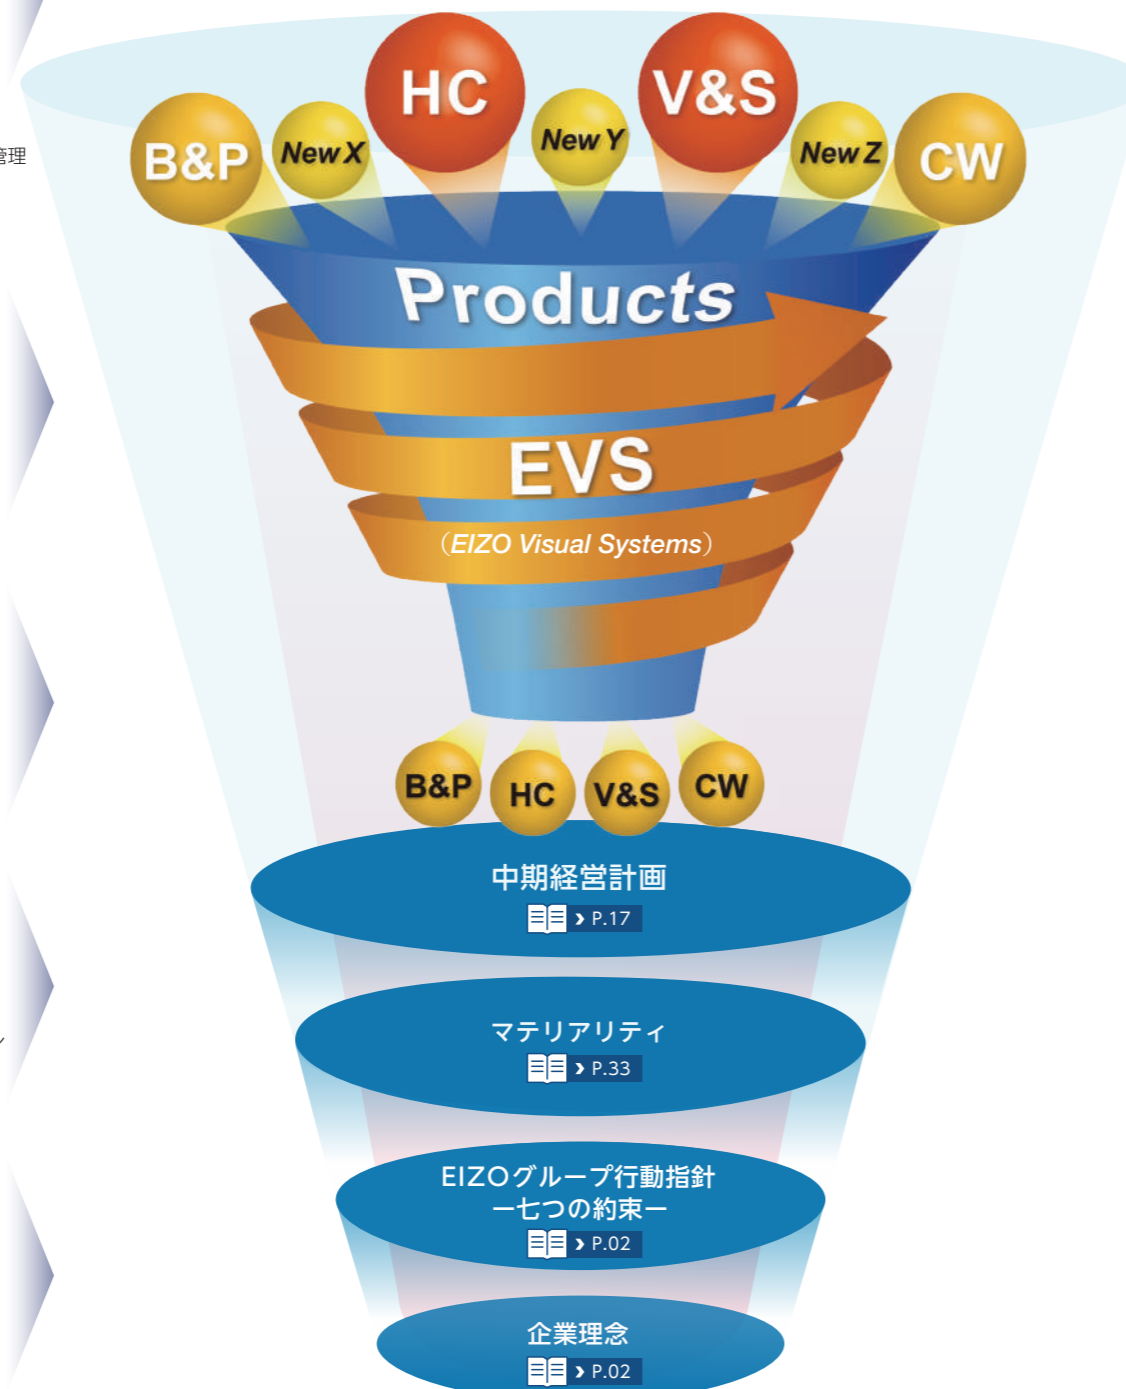 HC
V&S
B&P
New X
New Y
New Z
CW
管理
Products
EVS
（EIZO Visual Systems）
B&P
HC
V&S
CW
中期経営計画
› P.17
マテリアリティ
› P.33
EIZOグループ行動指針
ー七つの約束ー
› P.02
企業理念
› P.02